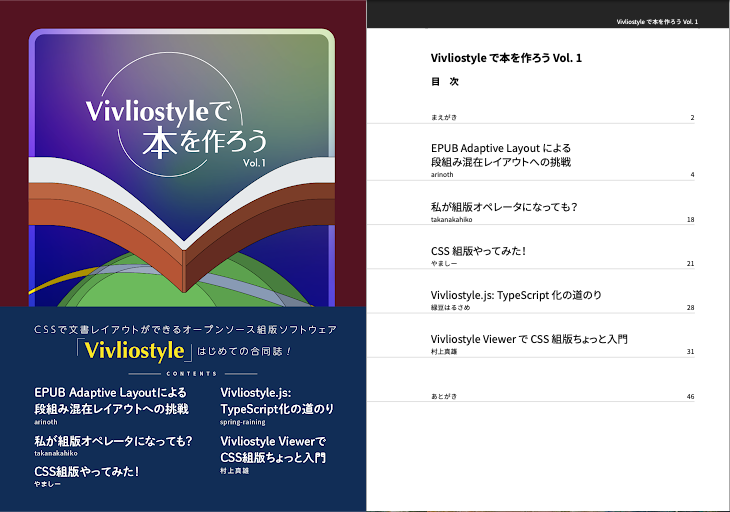 Vivliostyleで
本を作ろう
Vol.1
CSSで文書レイアウトができるオープンソース組版ソフトウェア
「Vivliostyle」はじめての合同誌！
CONTENTS
EPUB Adaptive Layoutによる
段組み混在レイアウトへの挑戦
arinoth
私が組版オペレータになっても?
takanakahiko
CSS組版やってみた！
やましー
Vivliostyle.js:
TypeScript化の道のり
spring-raining
Vivliostyle Viewerで
CSS組版ちょっと入門
村上真雄
Vivliostyle で本を作ろう Vol. 1
Vivliostyle で本を作ろう Vol. 1
目 次
まえがき 2
EPUB Adaptive Layout による
段組み混在レイアウトへの挑戦
arinoth 4
私が組版オペレータになっても？
takanakahiko 18
CSS 組版やってみた！
やましー 21
Vivliostyle.js: TypeScript 化の道のり
緑豆はるさめ 28
Vivliostyle Viewer で CSS 組版ちょっと入門
村上真雄 31
あとがき 46